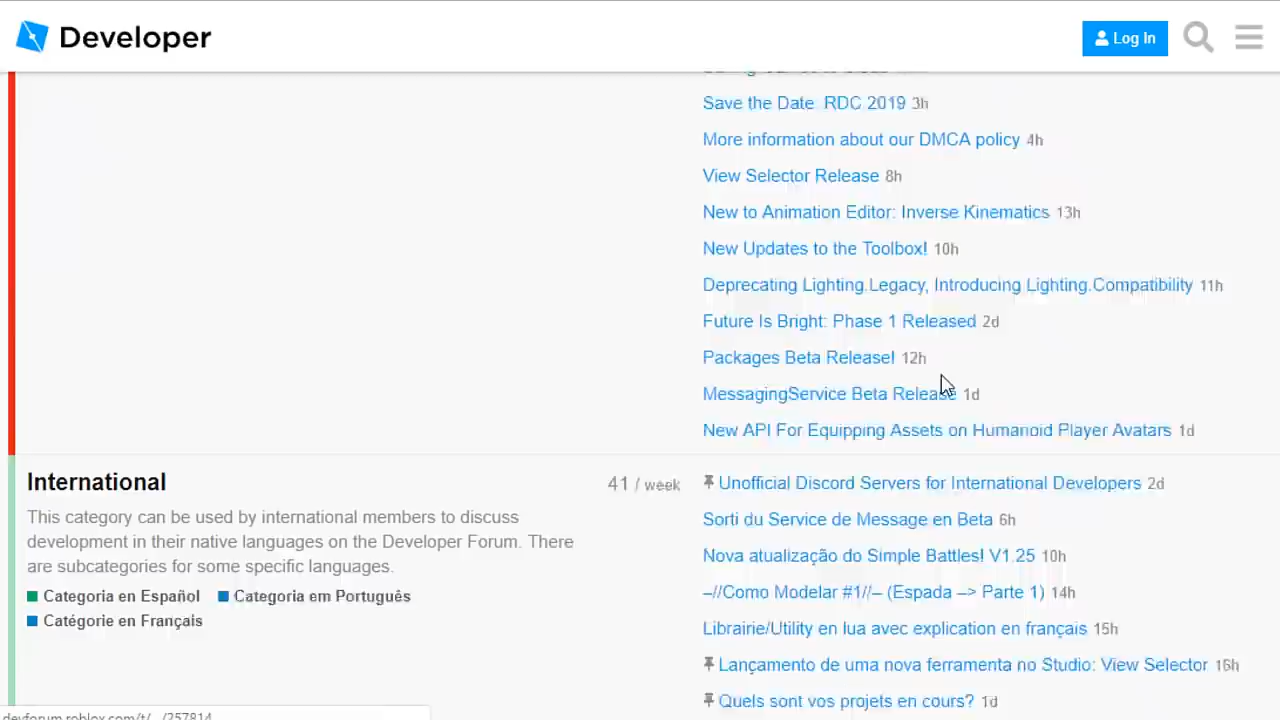 Developer
Log In
Save the Date: RDC 2019 3h
More information about our DMCA policy 4h
View Selector Release 8h
New to Animation Editor: Inverse Kinematics 13h
New Updates to the Toolbox! 10h
Deprecating Lighting.Legacy, Introducing Lighting.Compatibility 11h
Future Is Bright: Phase 1 Released 2d
Packages Beta Release! 12h
MessagingService Beta Release 1d
New API For Equipping Assets on Humanoid Player Avatars 1d
International
41 / week
This category can be used by international members to discuss
development in their native languages on the Developer Forum. There
are subcategories for some specific languages.
Categoria en Español Categoria em Português
Catégorie en Français
Unofficial Discord Servers for International Developers 2d
Sorti du Service de Message en Beta 6h
Nova atualização do Simple Battles! V1.25 10h
–//Como Modelar #1//– (Espada –> Parte 1) 14h
Librairie/Utility en lua avec explication en français 15h
Lançamento de uma nova ferramenta no Studio: View Selector 16h
Quels sont vos projets en cours? 1d
devforum.roblox.com/t/.../257814